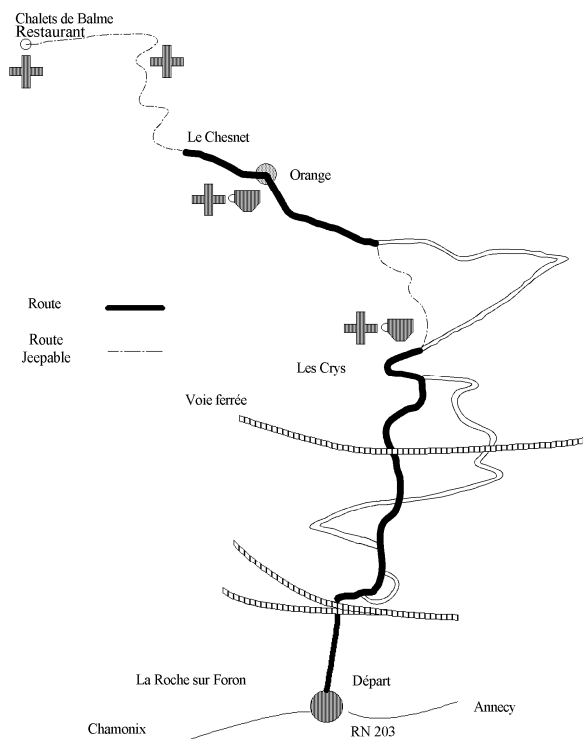 Chalets de Balme
Restaurant
Le Chesnet
Orange
Route
Route
Jeepable
Les Crys
Voie ferrée
La Roche sur Foron
Départ
Annecy
Chamonix
RN 203